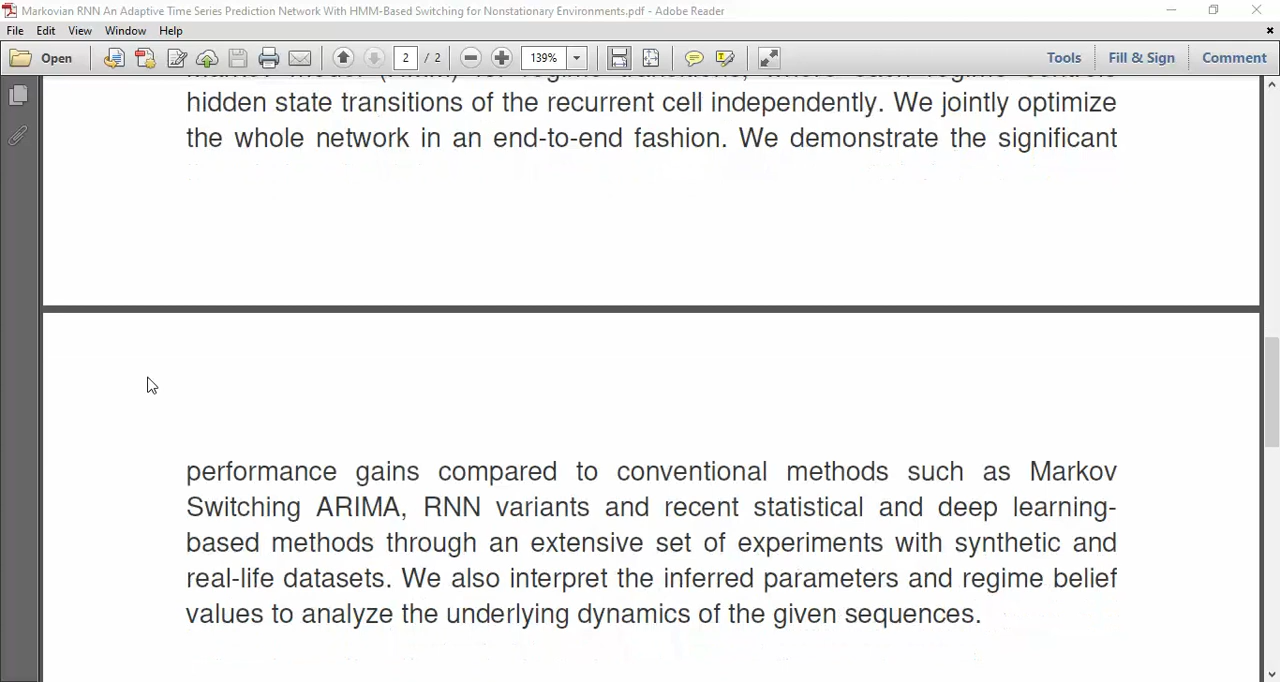 Markovian RNN An Adaptive Time Series Prediction Network With HMM-Based Switching for Nonstationary Environments.pdf - Adobe Reader
File Edit View Window Help
Open 2 / 2 139% Tools Fill & Sign Comment
hidden state transitions of the recurrent cell independently. We jointly optimize
the whole network in an end-to-end fashion. We demonstrate the significant
performance gains compared to conventional methods such as Markov
Switching ARIMA, RNN variants and recent statistical and deep learning-
based methods through an extensive set of experiments with synthetic and
real-life datasets. We also interpret the inferred parameters and regime belief
values to analyze the underlying dynamics of the given sequences.